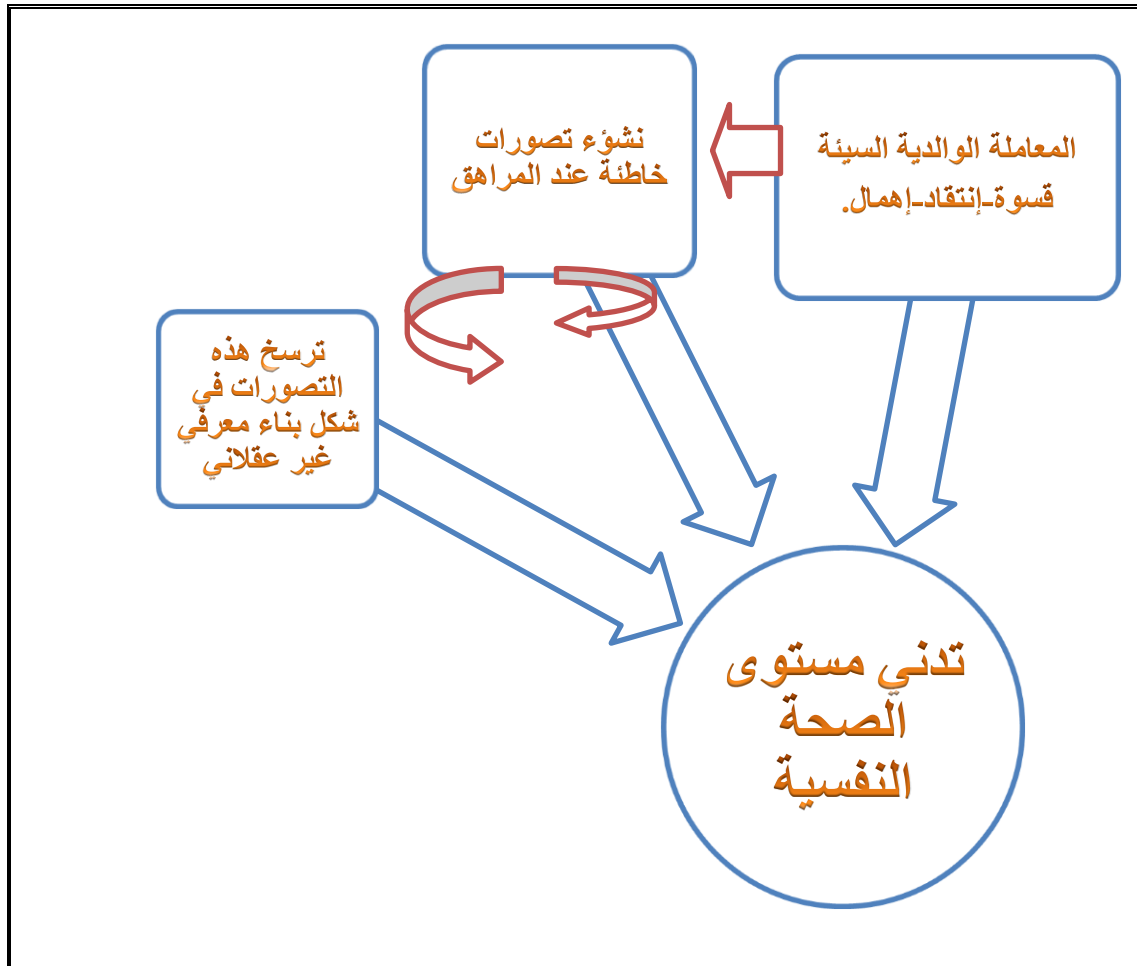 المعاملة الوالدية السيئة
قسوة-إنتقاد-إهمال.
نشؤء تصورات
خاطئة عند المراهق
ترسخ هذه
التصورات في
شكل بناء معرفي
غير عقلاني
تدني مستوى
الصحة
النفسية